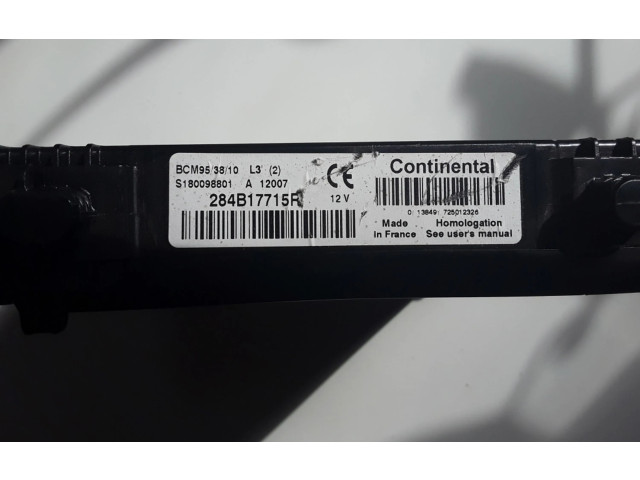 BCM95/38/10 L3 (2)
S180098801 A 12007
CE
284B17715R
12 V
Continental
0 13849 725012326
Made in France
Homologation
See user's manual